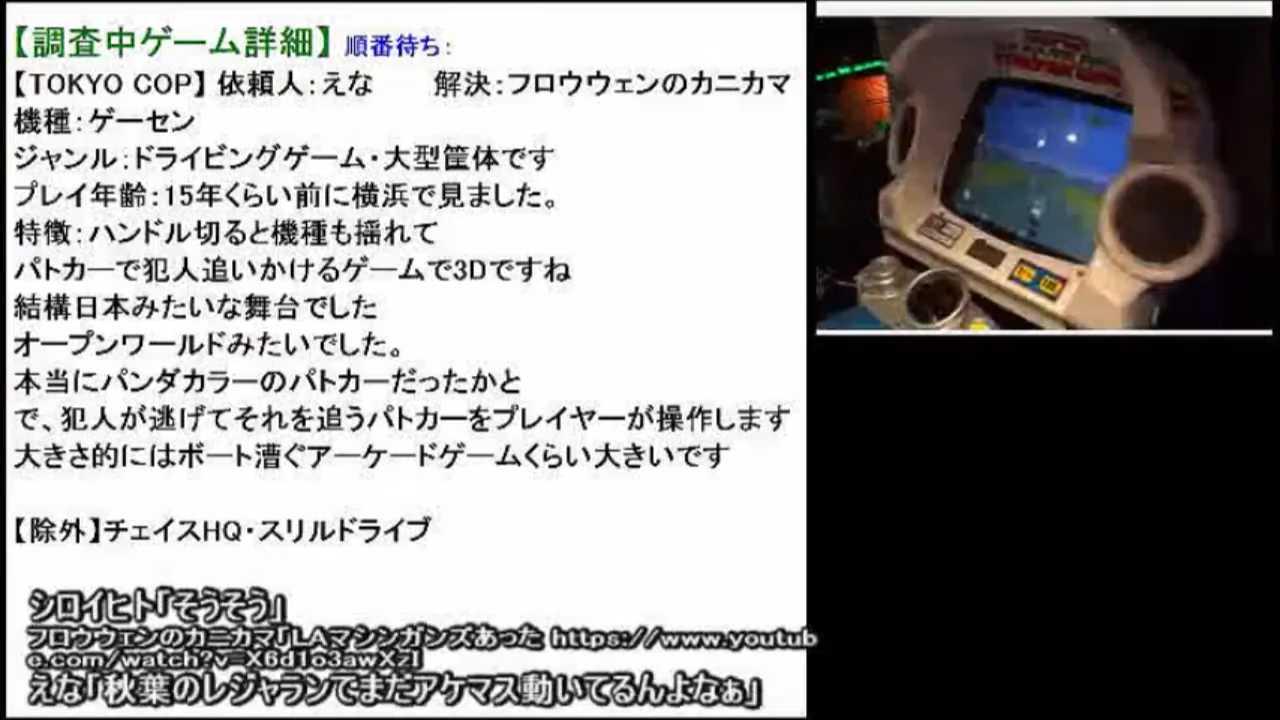 【調査中ゲーム詳細】 順番待ち：
【TOKYO COP】 依頼人：えな　　解決：フロウウェンのカニカマ
機種：ゲーセン
ジャンル：ドライビングゲーム・大型筐体です
プレイ年齢：15年くらい前に横浜で見ました。
特徴：ハンドル切ると機種も揺れて
パトカーで犯人追いかけるゲームで3Dですね
結構日本みたいな舞台でした
オープンワールドみたいでした。
本当にパンダカラーのパトカーだったかと
で、犯人が逃げてそれを追うパトカーをプレイヤーが操作します
大きさ的にはボート漕ぐアーケードゲームくらい大きいです
【除外】チェイスHQ・スリルドライブ
シロイヒト「そうそう」
フロウウェンのカニカマ「LAマシンガンズあった https://www.youtub
e.com/watch?v=X6d1o3awXzI
えな「秋葉のレジャランでまだアケマス動いてるんよなぁ」